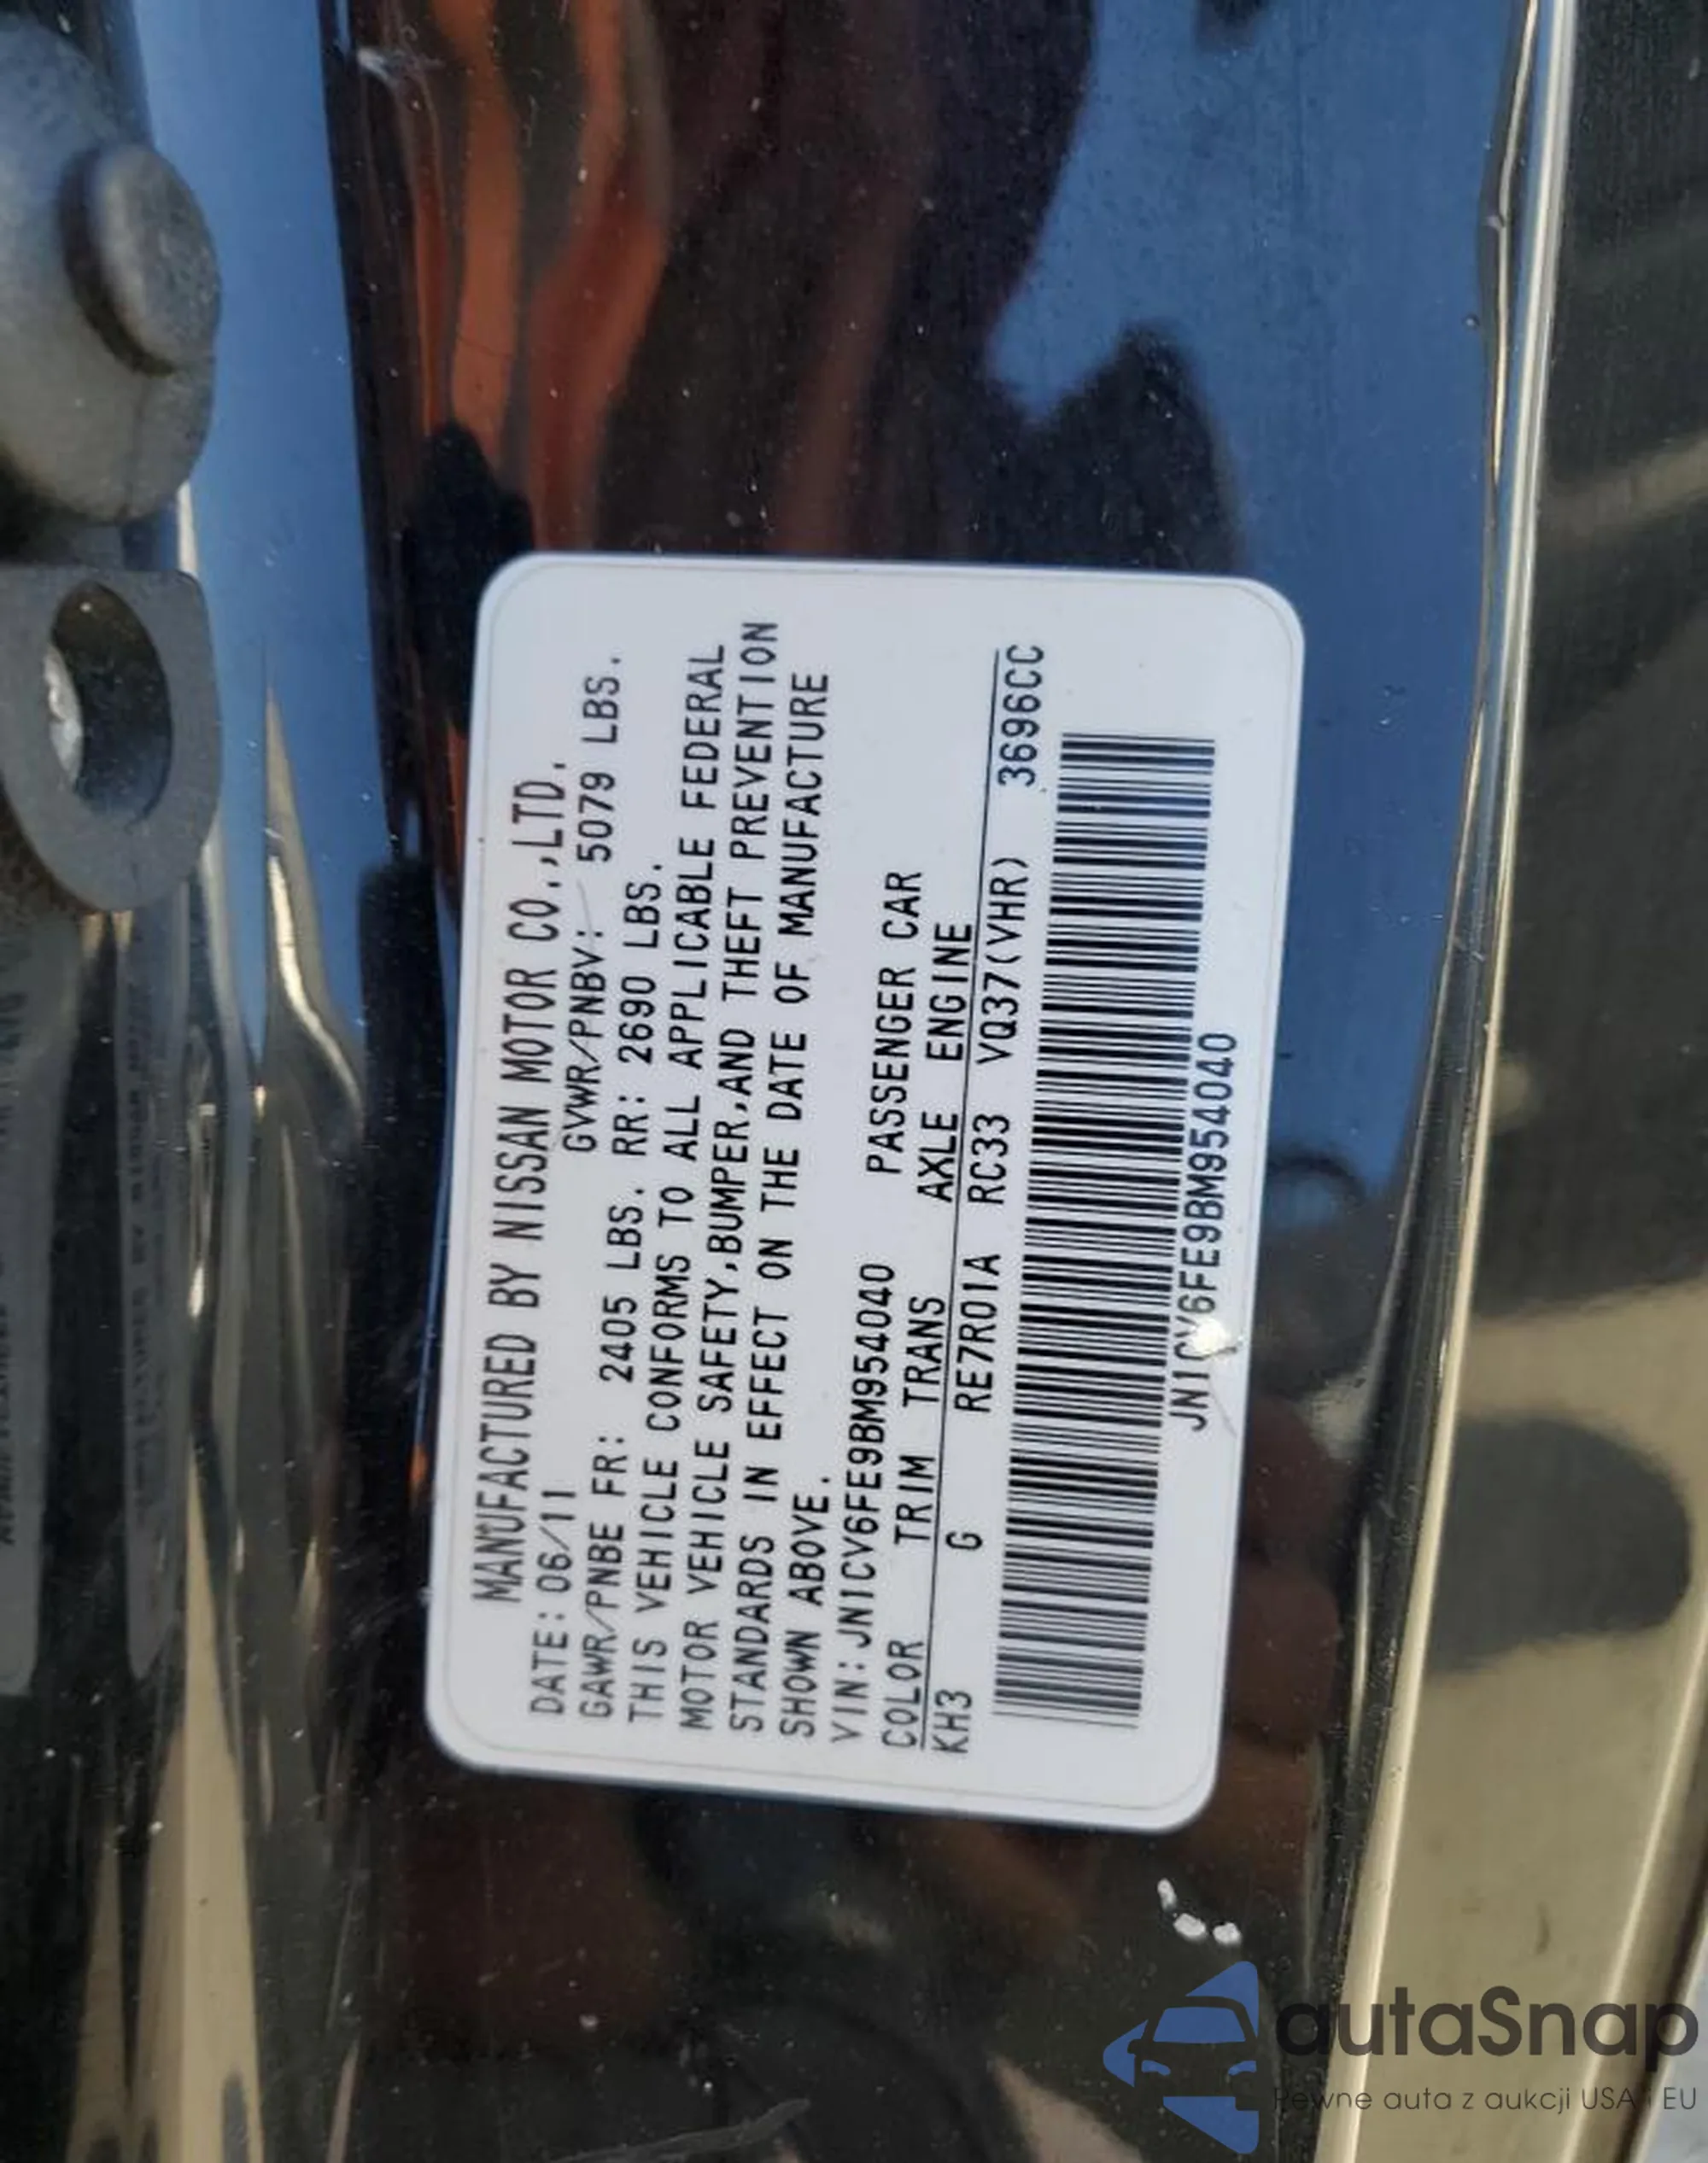 MANUFACTURED BY NISSAN MOTOR CO.,LTD.
DATE: 06/11 GVWR/PNBV: 5079 LBS.
GAWR/PNBE FR: 2405 LBS. RR: 2690 LBS.
THIS VEHICLE CONFORMS TO ALL APPLICABLE FEDERAL
MOTOR VEHICLE SAFETY,BUMPER,AND THEFT PREVENTION
STANDARDS IN EFFECT ON THE DATE OF MANUFACTURE
SHOWN ABOVE.
VIN: JN1CV6FE9BM954040 PASSENGER CAR
COLOR TRIM TRANS AXLE ENGINE
KH3 G RE7R01A RC33 VQ37(VHR) 3696CC
JN1CV6FE9BM954040
autaSnap
Pewne auta z aukcji USA i EU